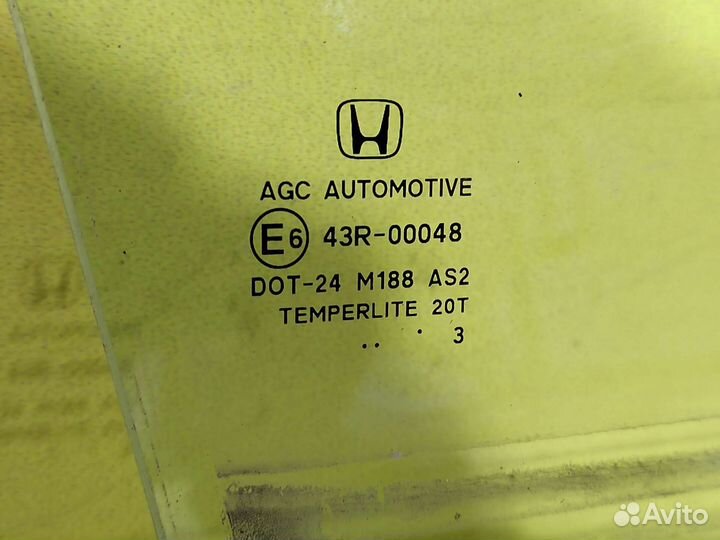 AGC AUTOMOTIVE
E6 43R-00048
DOT-24 M188 AS2
TEMPERLITE 20T
.. . 3
Avito